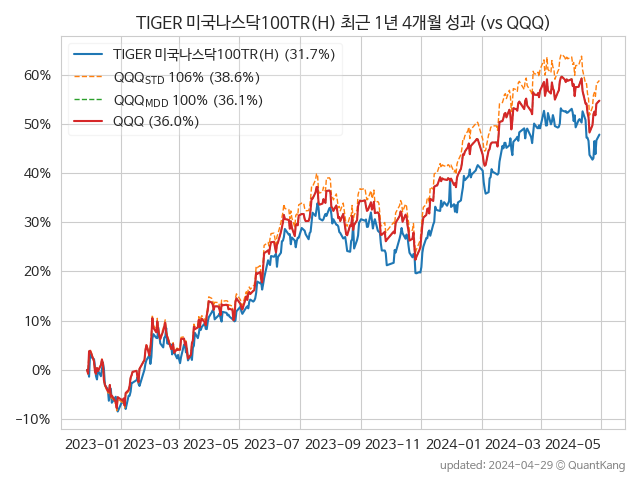 TIGER 미국나스닥100TR(H) 최근 1년 4개월 성과 (vs QQQ)
TIGER 미국나스닥100TR(H) (31.7%)
QQQSTD 106% (38.6%)
QQQMDD 100% (36.1%)
QQQ (36.0%)
60%
50%
40%
30%
20%
10%
0%
−10%
2023-01 2023-03 2023-05 2023-07 2023-09 2023-11 2024-01 2024-03 2024-05
updated: 2024-04-29 © QuantKang